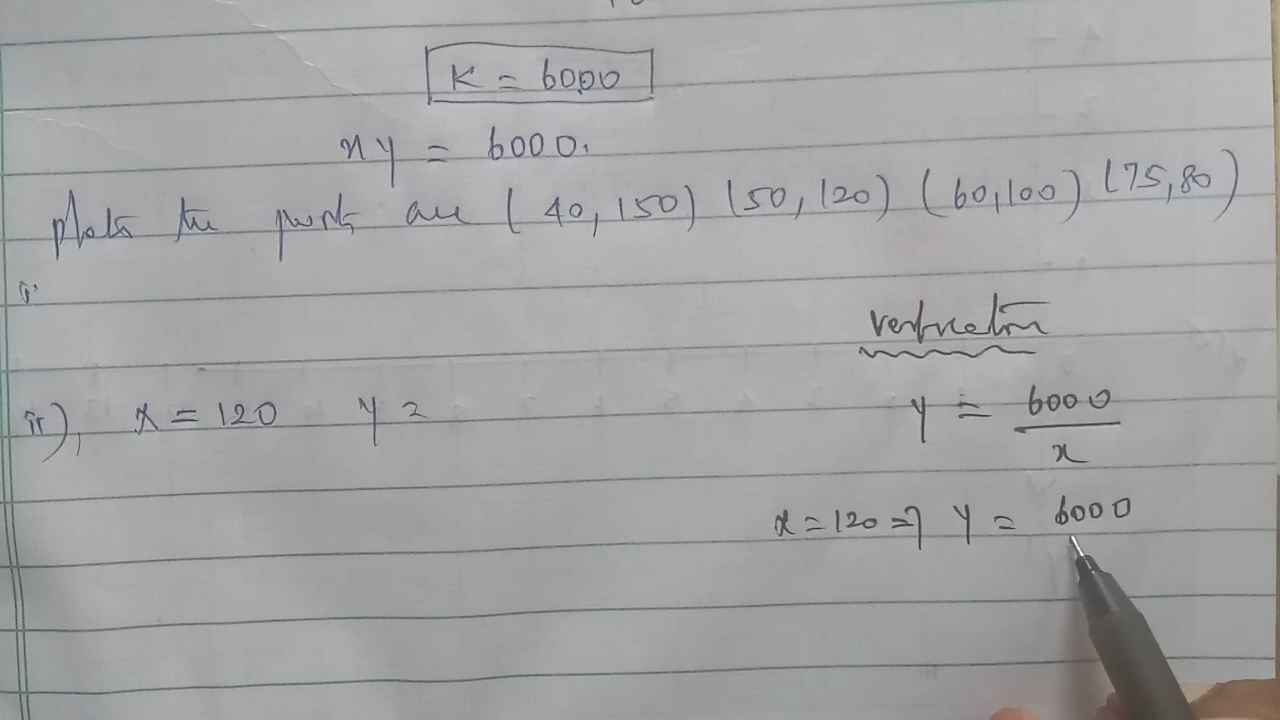 K = 6000
xy = 6000.
plots the points are (40, 150) (50, 120) (60, 100) (75, 80)
verification
y = 6000 / x
ii), x = 120 y =
x = 120 => y = 6000